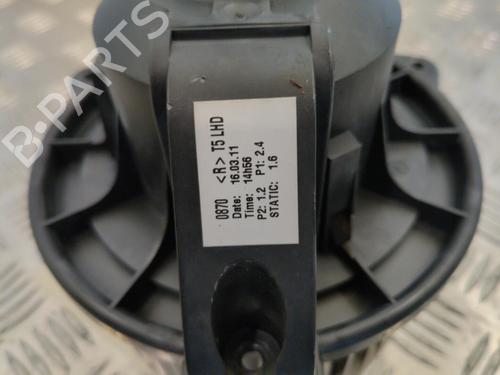 B-PARTS
0870 <R> T5 LHD
Date: 16.03.11
Time: 14h56
P2: 1.2 P1: 2.4
STATIC: 1.6